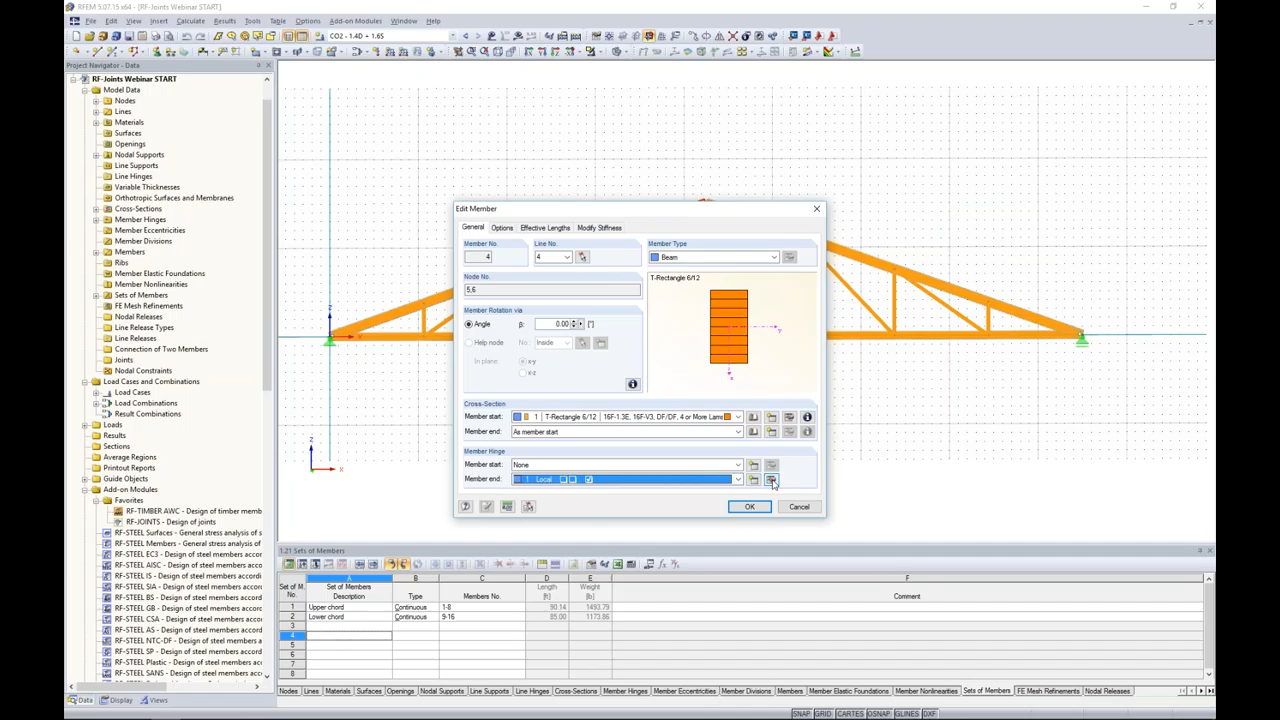 RFEM 5.07.15 x64 - [RF-Joints Webinar START]
File Edit View Insert Calculate Results Tools Table Options Add-on Modules Window Help
CO2 - 1.4D + 1.6S
Project Navigator - Data
RF-Joints Webinar START
Model Data
Nodes
Lines
Materials
Surfaces
Openings
Nodal Supports
Line Supports
Line Hinges
Variable Thicknesses
Orthotropic Surfaces and Membranes
Cross-Sections
Member Hinges
Member Eccentricities
Member Divisions
Members
Ribs
Member Elastic Foundations
Member Nonlinearities
Sets of Members
FE Mesh Refinements
Nodal Releases
Line Release Types
Line Releases
Connection of Two Members
Joints
Nodal Constraints
Load Cases and Combinations
Load Cases
Load Combinations
Result Combinations
Loads
Results
Sections
Average Regions
Printout Reports
Guide Objects
Add-on Modules
Favorites
RF-TIMBER AWC - Design of timber memb
RF-JOINTS - Design of joints
RF-STEEL Surfaces - General stress analysis of s
RF-STEEL Members - General stress analysis of
RF-STEEL EC3 - Design of steel members accor
RF-STEEL AISC - Design of steel members acco
RF-STEEL IS - Design of steel members accordi
RF-STEEL SIA - Design of steel members accor
RF-STEEL BS - Design of steel members accord
RF-STEEL GB - Design of steel members accord
RF-STEEL CSA - Design of steel members accor
RF-STEEL AS - Design of steel members accord
RF-STEEL NTC-DF - Design of steel members a
RF-STEEL SP - Design of steel members accord
RF-STEEL Plastic - Design of steel members acc
RF-STEEL SANS - Design of steel members acc
Data Display Views
Z
X
Z
X
Edit Member
General Options Effective Lengths Modify Stiffness
Member No.
4
Line No.
4
Member Type
Beam
Node No.
5,6
T-Rectangle 6/12
Member Rotation via
Angle β: 0.00 [°]
Help node No.: Inside
In plane: x-y
x-z
Cross-Section
Member start: 1 T-Rectangle 6/12 | 16F-1.3E, 16F-V3, DF/DF, 4 or More Lams
Member end: As member start
Member Hinge
Member start: None
Member end: 1 Local
OK Cancel
1.21 Sets of Members
A B C D E F
Set of M. No. Set of Members Description Type Members No. Length [ft] Weight [lb] Comment
1 Upper chord Continuous 1-8 90.14 1493.79
2 Lower chord Continuous 9-16 85.00 1173.86
3
4
5
6
7
8
Nodes Lines Materials Surfaces Openings Nodal Supports Line Supports Line Hinges Cross-Sections Member Hinges Member Eccentricities Member Divisions Members Member Elastic Foundations Member Nonlinearities Sets of Members FE Mesh Refinements Nodal Releases
SNAP GRID CARTES OSNAP GLINES DXF